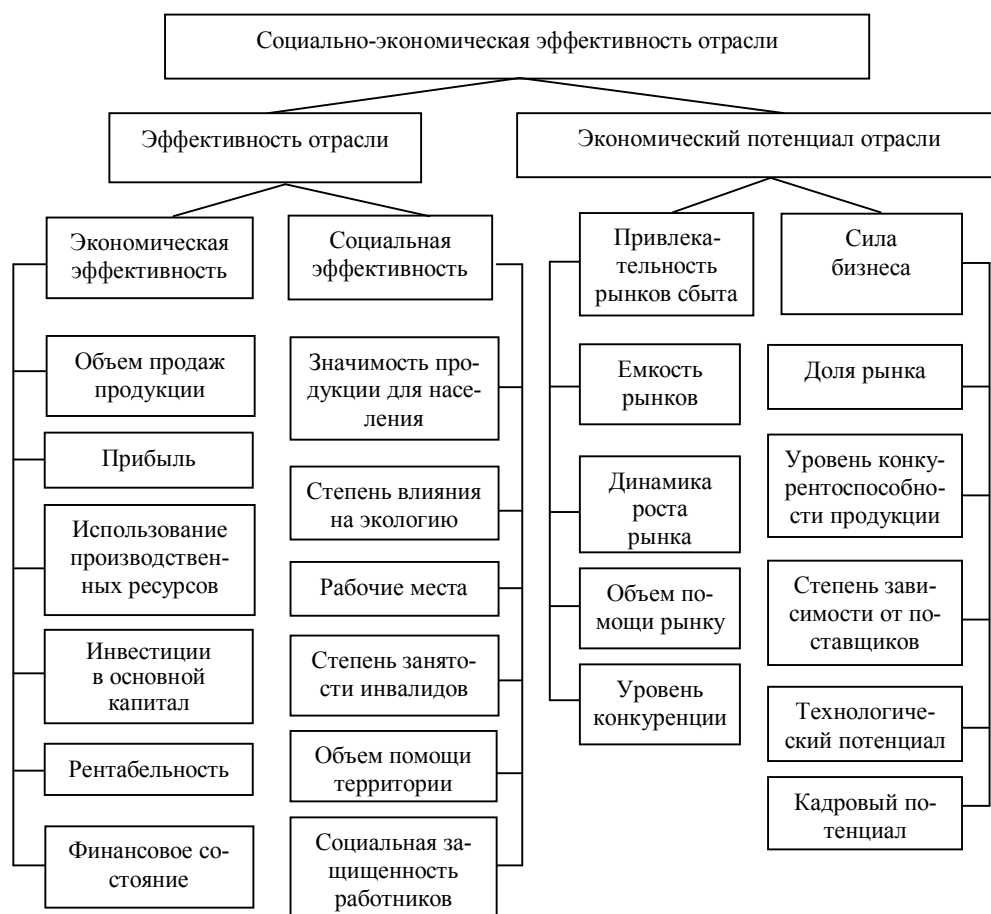 Социально-экономическая эффективность отрасли
Эффективность отрасли
Экономический потенциал отрасли
Экономическая
эффективность
Социальная
эффективность
Привлека-
тельность
рынков сбыта
Сила
бизнеса
Объем продаж
продукции
Прибыль
Использование
производствен-
ных ресурсов
Инвестиции
в основной
капитал
Рентабельность
Финансовое со-
стояние
Значимость про-
дукции для насе-
ления
Степень влияния
на экологию
Рабочие места
Степень занято-
сти инвалидов
Объем помощи
территории
Социальная за-
щищенность
работников
Емкость
рынков
Динамика
роста
рынка
Объем по-
мощи рынку
Уровень
конкуренции
Доля рынка
Уровень конку-
рентоспособно-
сти продукции
Степень зави-
симости от по-
ставщиков
Технологиче-
ский потенциал
Кадровый по-
тенциал